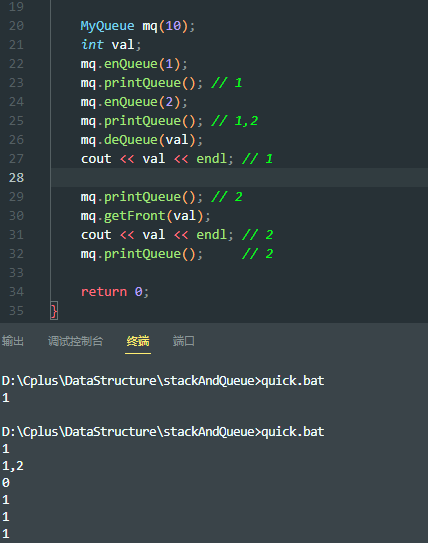 19
20 MyQueue mq(10);
21 int val;
22 mq.enQueue(1);
23 mq.printQueue(); // 1
24 mq.enQueue(2);
25 mq.printQueue(); // 1,2
26 mq.deQueue(val);
27 cout << val << endl; // 1
28
29 mq.printQueue(); // 2
30 mq.getFront(val);
31 cout << val << endl; // 2
32 mq.printQueue();     // 2
33
34 return 0;
35 }
输出 调试控制台 终端 端口
D:\Cplus\DataStructure\stackAndQueue>quick.bat
1
D:\Cplus\DataStructure\stackAndQueue>quick.bat
1
1,2
0
1
1
1